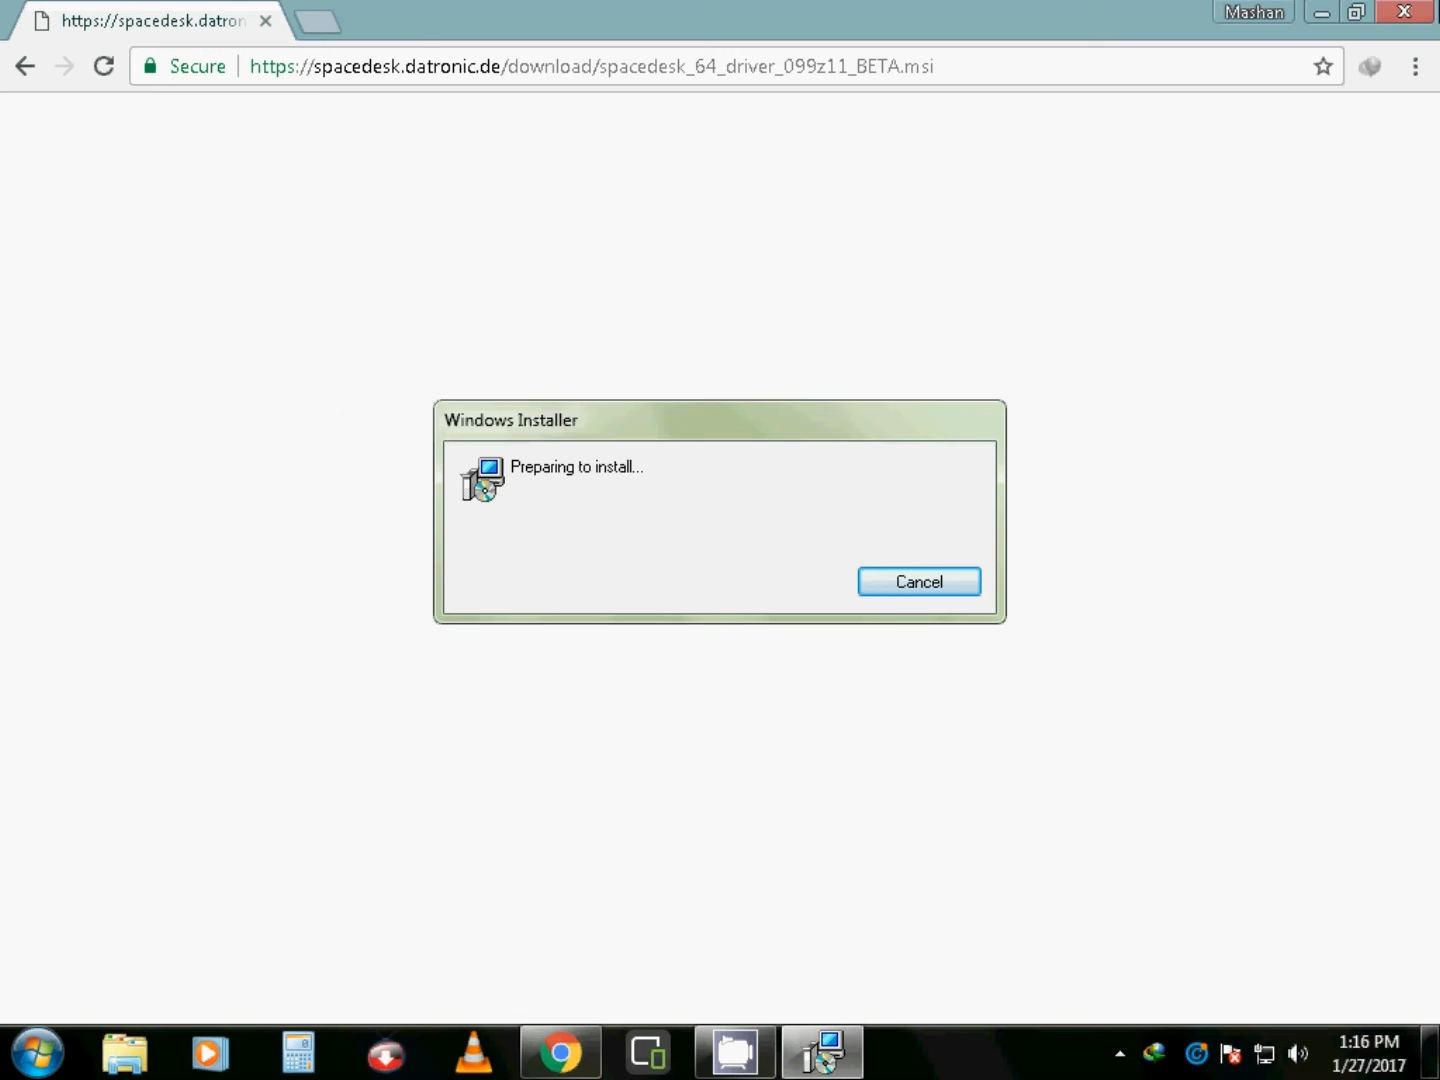 https://spacedesk.datron
Mashan
Secure
https://spacedesk.datronic.de/download/spacedesk_64_driver_099z11_BETA.msi
Windows Installer
Preparing to install...
Cancel
1:16 PM
1/27/2017